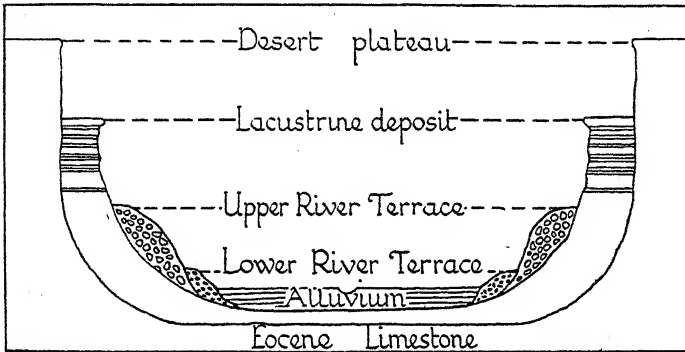 Desert plateau
Lacustrine deposit
Upper River Terrace
Lower River Terrace
Alluvium
Eocene Limestone